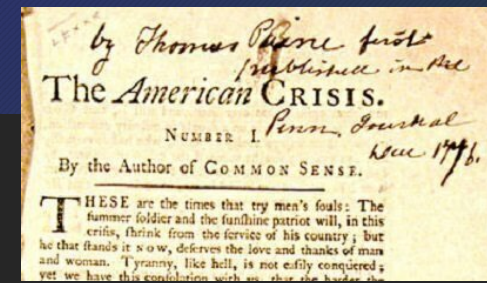 by Thomas Paine first
published in the
The American CRISIS.
NUMBER I.
Penn. Journal
Dec 1776.
By the Author of COMMON SENSE.
THESE are the times that try men's souls: The
ſummer ſoldier and the ſunſhine patriot will, in this
criſis, ſhrink from the ſervice of his country; but
he that ſtands it NOW, deſerves the love and thanks of man
and woman. Tyranny, like hell, is not eaſily conquered;
yet we have this conſolation with us, that the harder the